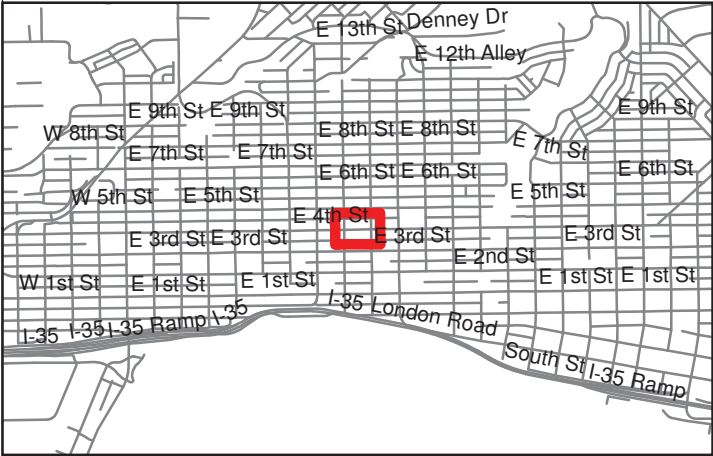 E 13th St Denney Dr
E 12th Alley
E 9th St E 9th St E 9th St
W 8th St E 8th St E 8th St
E 7th St E 7th St E 7th St
E 6th St E 6th St E 6th St
W 5th St E 5th St E 5th St
E 4th St
E 3rd St E 3rd St E 3rd St E 3rd St
E 2nd St
W 1st St E 1st St E 1st St E 1st St E 1st St
I-35 I-35 I-35 Ramp I-35 I-35 London Road
South St I-35 Ramp